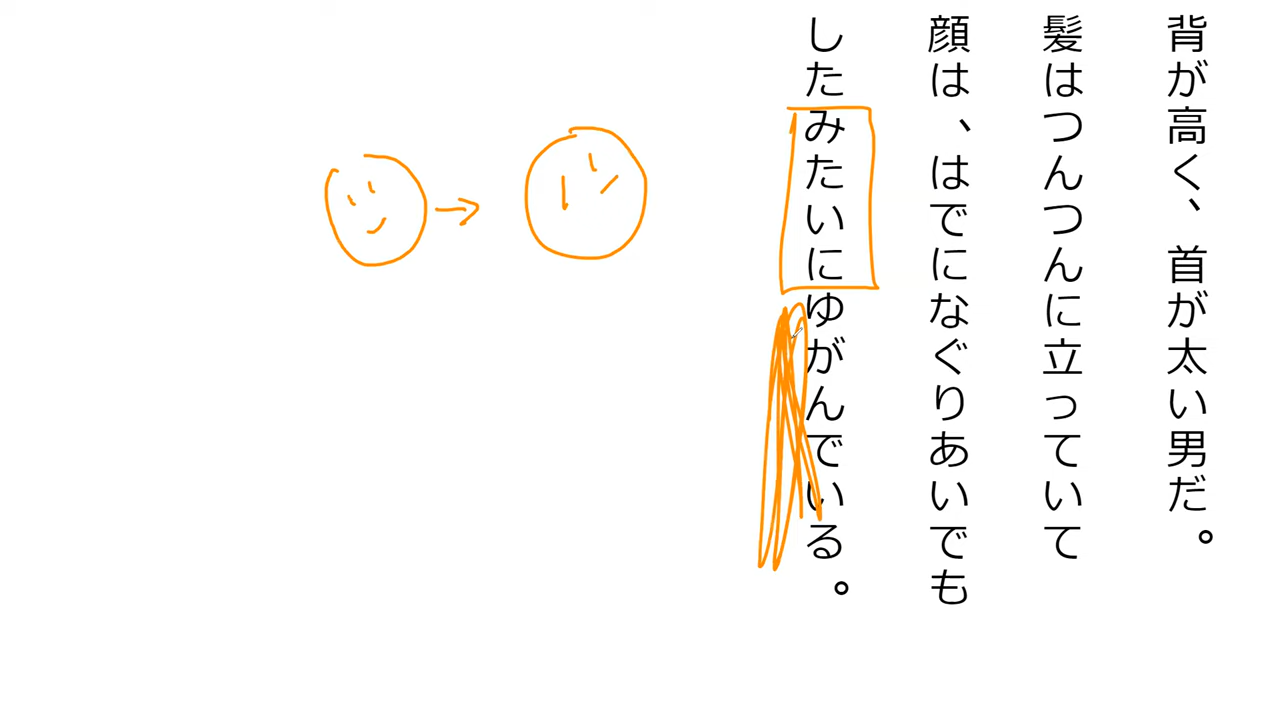 背が高く、首が太い男だ。
髪はつんつんに立っていて
顔は、はでになぐりあいでも
したみたいにゆがんでいる。